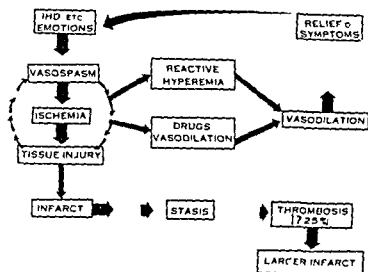 IHD ETC
EMOTIONS
RELIEF
SYMPTOMS
VASOSPASM
REACTIVE
HYPEREMIA
ISCHEMIA
DRUGS
VASODILATION
VASODILATION
TISSUE INJURY
INFARCT
STASIS
THROMBOSIS
LARGER INFARCT